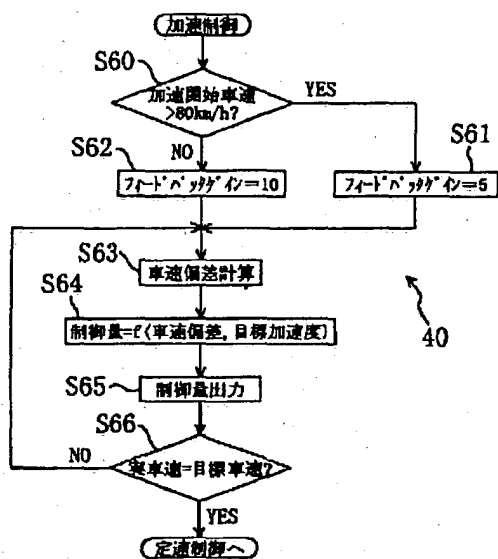 加速制御
S60
加速開始車速
>80km/h?
YES
S62
NO
S61
フィードバックゲイン=10
フィードバックゲイン=5
S63
車速偏差計算
S64
制御量=f(車速偏差,目標加速度)
40
S65
制御量出力
S66
NO
実車速=目標車速?
YES
定速制御へ